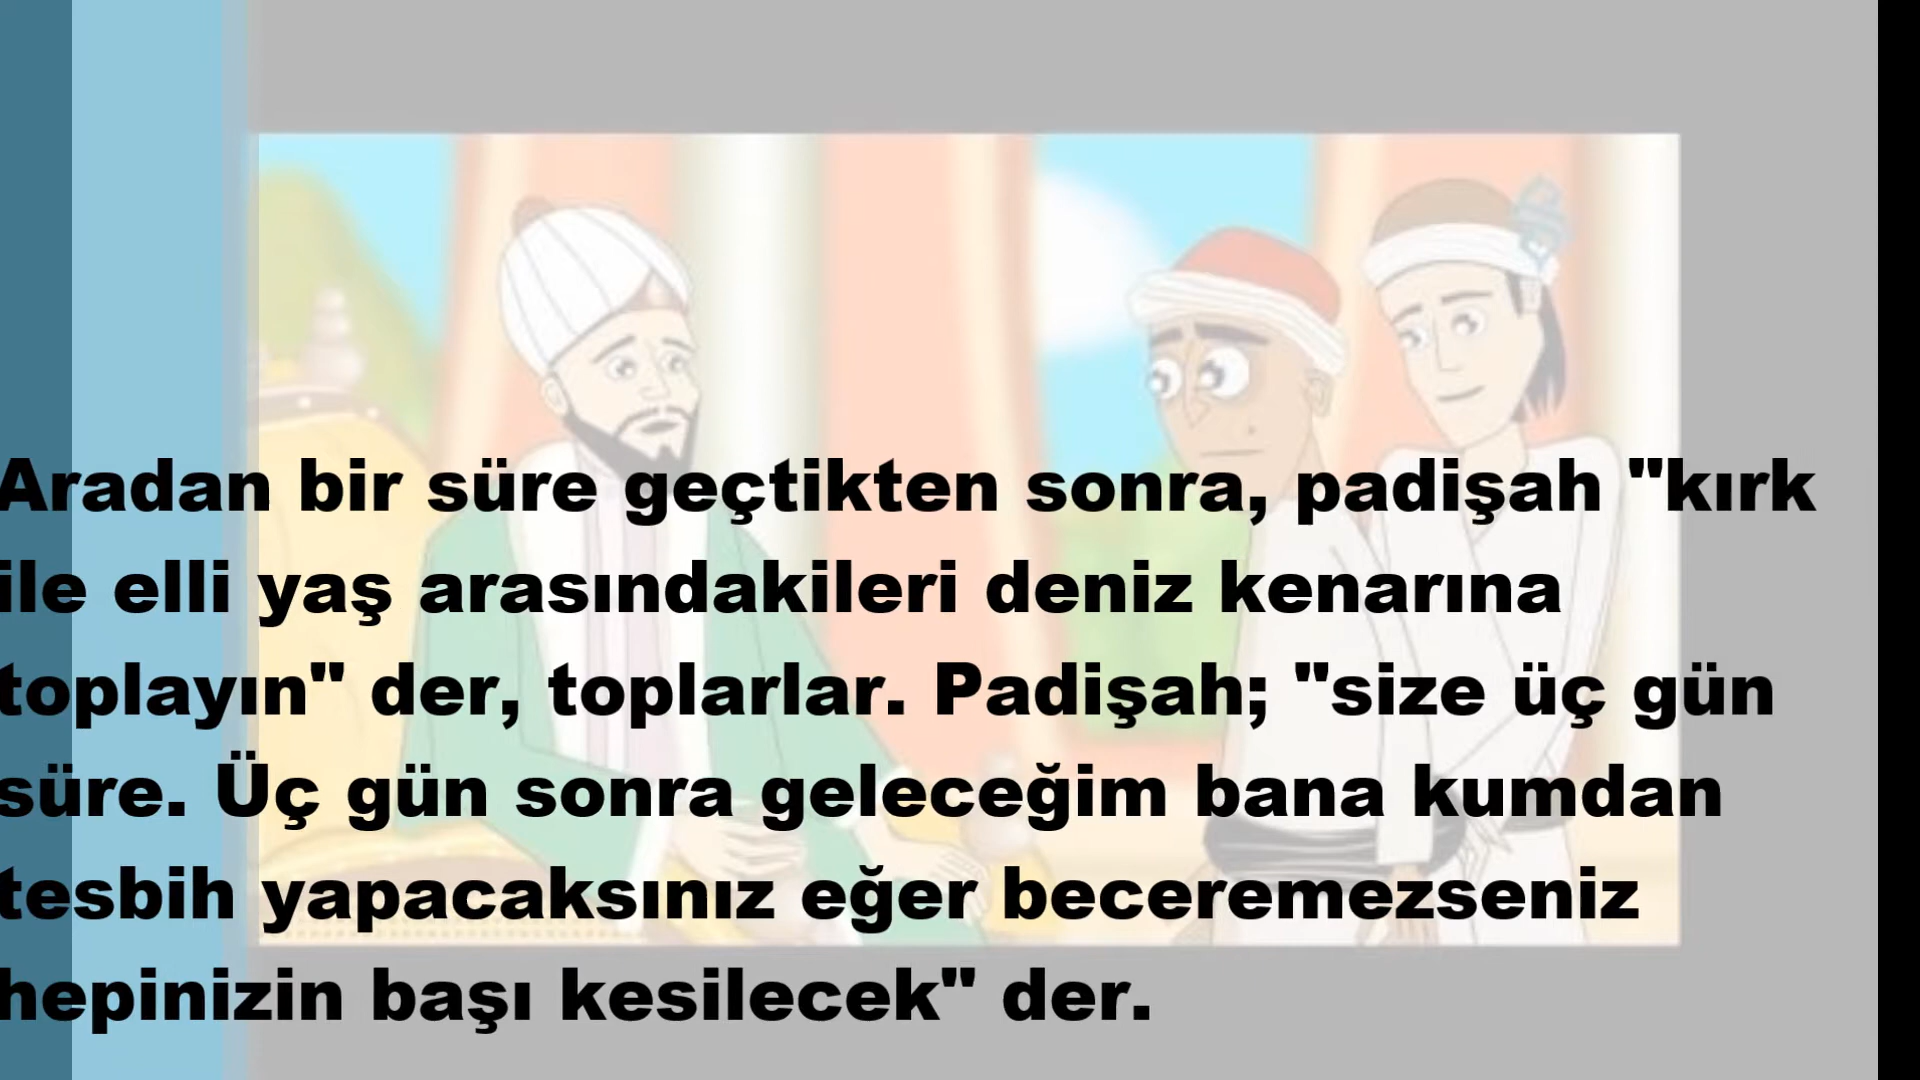 Aradan bir süre geçtikten sonra, padişah "kırk
ile elli yaş arasındakileri deniz kenarına
toplayın" der, toplarlar. Padişah; "size üç gün
süre. Üç gün sonra geleceğim bana kumdan
tesbih yapacaksınız eğer beceremezseniz
hepinizin başı kesilecek" der.